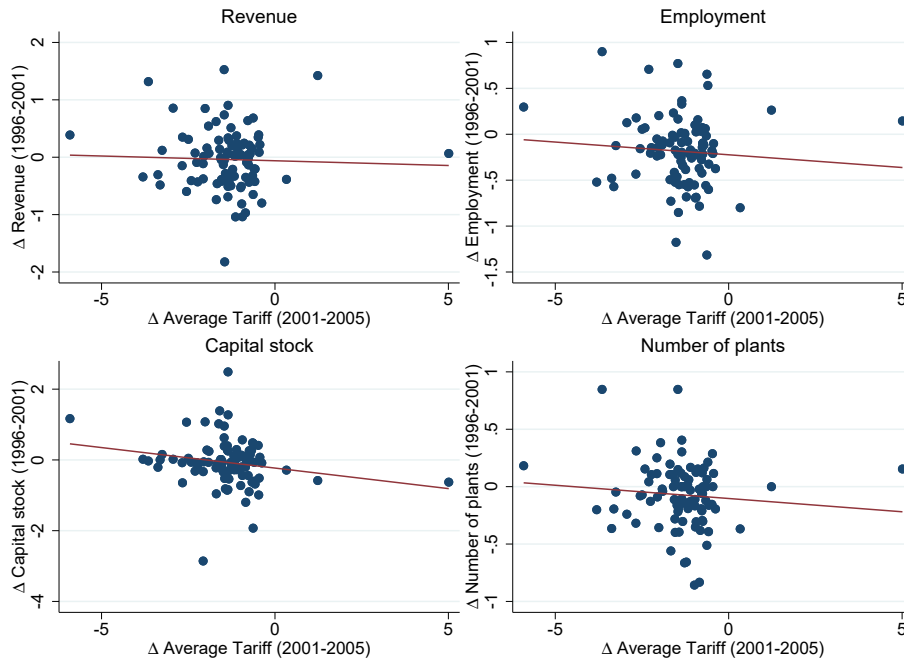 Revenue
Δ Revenue (1996-2001)
2
1
0
-1
-2
-5
0
5
Δ Average Tariff (2001-2005)
Employment
Δ Employment (1996-2001)
1
.5
0
-.5
-1
-1.5
-5
0
5
Δ Average Tariff (2001-2005)
Capital stock
Δ Capital stock (1996-2001)
2
0
-2
-4
-5
0
5
Δ Average Tariff (2001-2005)
Number of plants
Δ Number of plants (1996-2001)
1
.5
0
-.5
-1
-5
0
5
Δ Average Tariff (2001-2005)